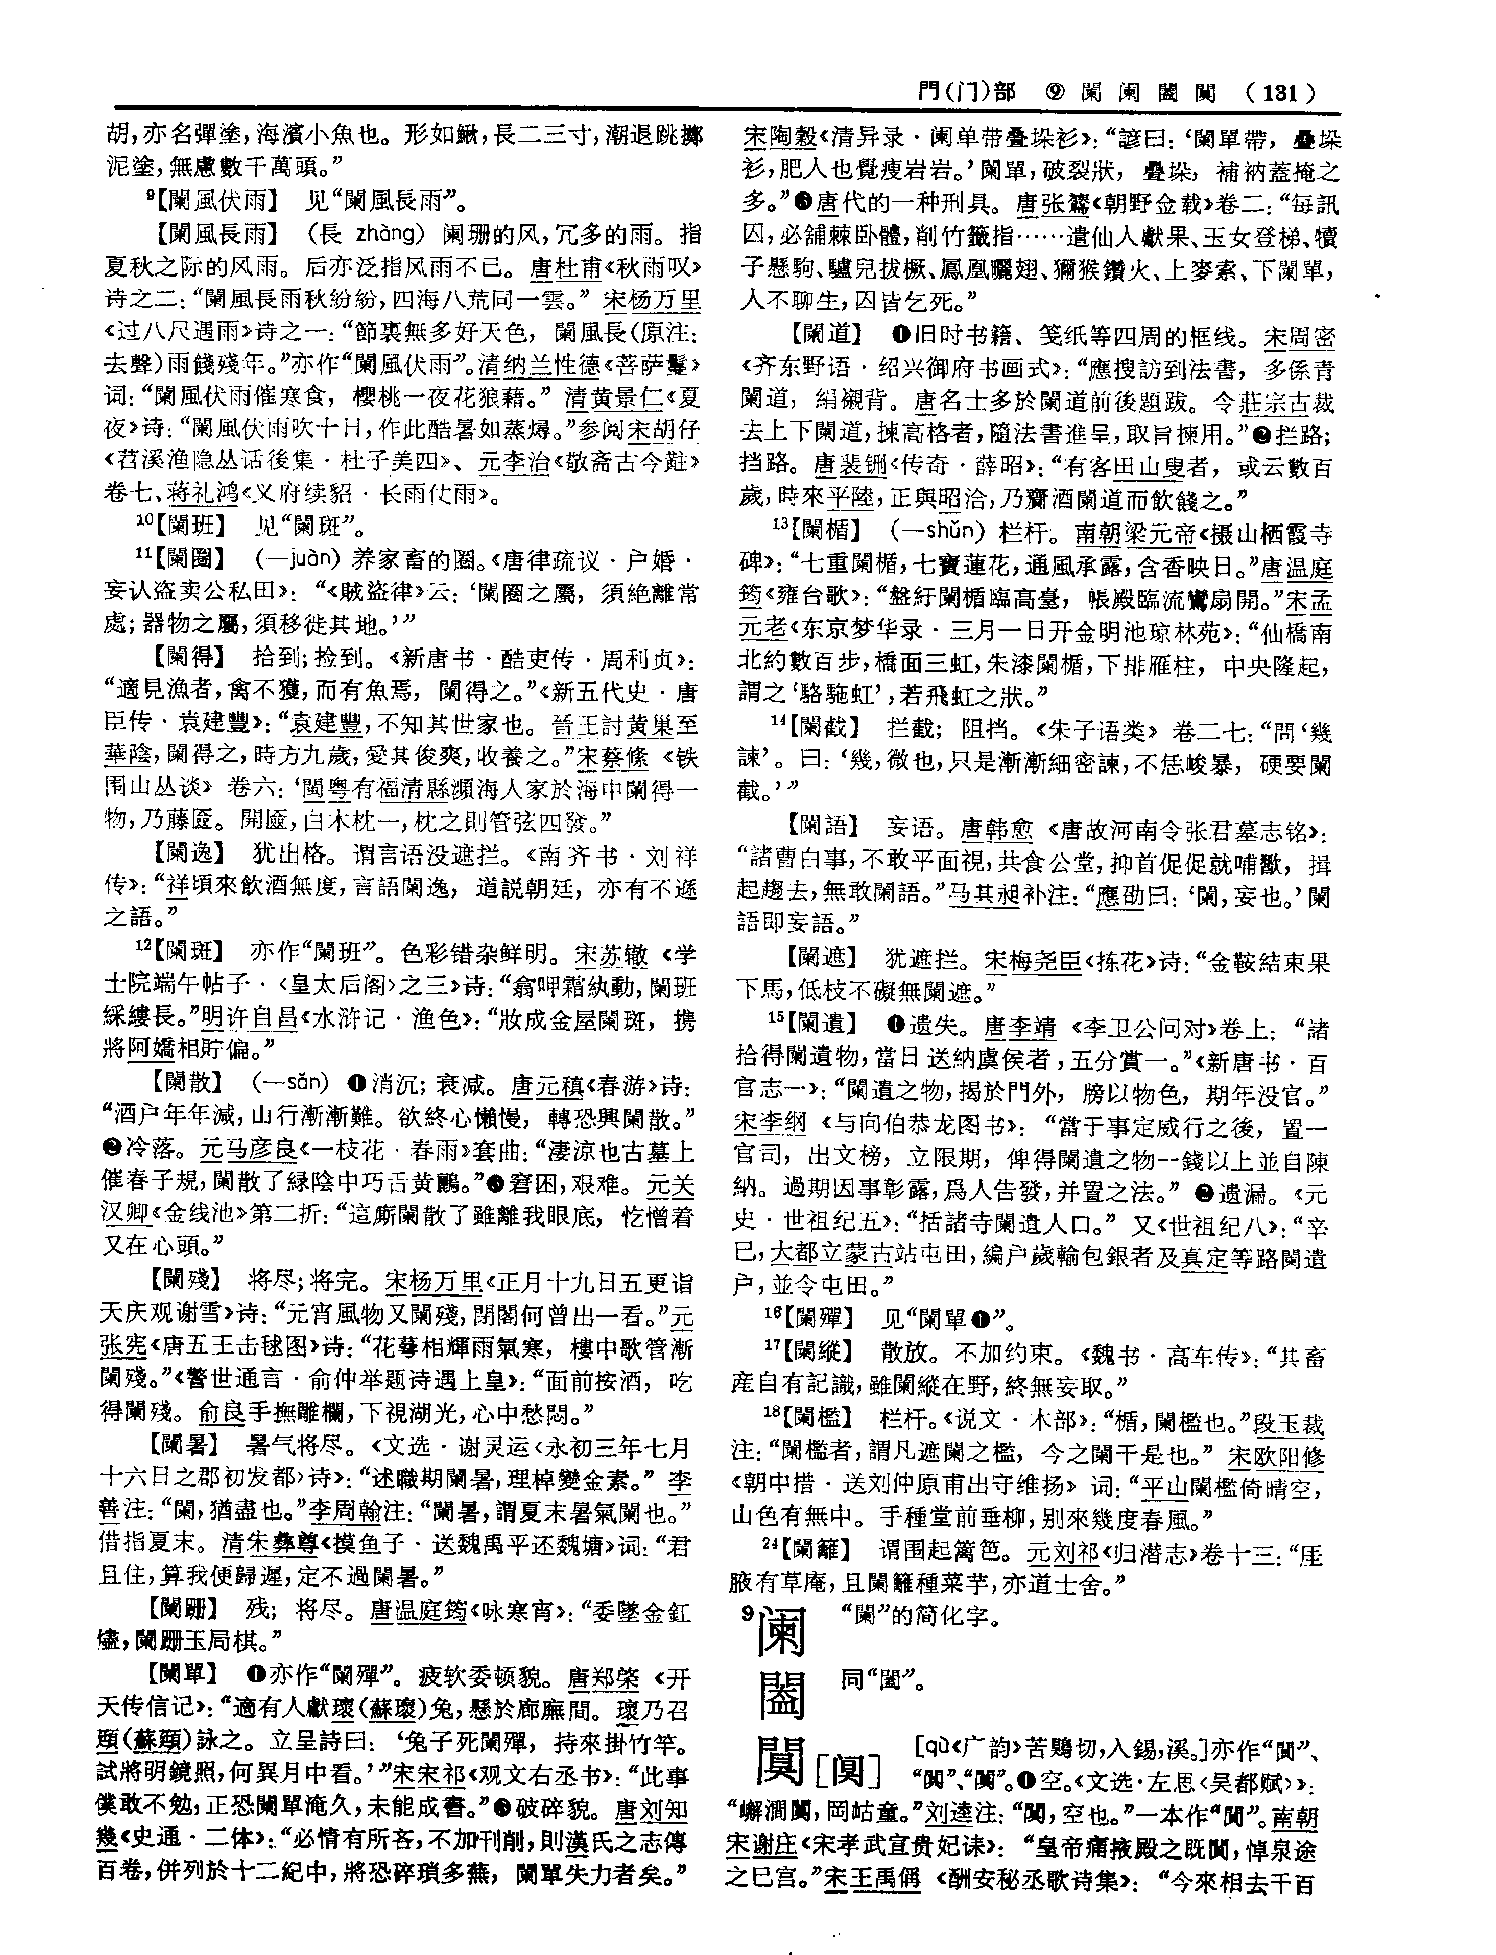 門(门)部 ⑨ 闌 阑 闔 闃 (131)
胡,亦名彈塗,海濱小魚也。形如鰍,長二三寸,潮退跳擲
泥塗,無慮數千萬頭。”
⁹【闌風伏雨】 见“闌風長雨”。
【闌風長雨】 (長 zhàng) 阑珊的风,冗多的雨。指
夏秋之际的风雨。后亦泛指风雨不已。唐杜甫《秋雨叹》
诗之二:“闌風長雨秋紛紛,四海八荒同一雲。” 宋杨万里
《过八尺遇雨》诗之一:“節裏無多好天色, 闌風長(原注:
去聲)雨餞殘年。”亦作“闌風伏雨”。清纳兰性德《菩萨鬘》
词:“闌風伏雨催寒食, 櫻桃一夜花狼藉。” 清黄景仁《夏
夜》诗:“闌風伏雨吹十日,作此酷暑如蒸燖。”参阅宋胡仔
《苕溪渔隐丛话後集·杜子美四》、元李治《敬斋古今黈》
卷七、蒋礼鸿《义府续貂·长雨仗雨》。
¹⁰【闌班】 见“闌斑”。
¹¹【闌圈】 (—juàn) 养家畜的圈。《唐律疏议·户婚·
妄认盗卖公私田》: “《賊盜律》云:‘闌圈之屬, 須絶離常
處;器物之屬,須移徙其地。’”
【闌得】 拾到;捡到。《新唐书·酷吏传·周利贞》:
“適見漁者,禽不獲,而有魚焉, 闌得之。”《新五代史·唐
臣传·袁建豐》:“袁建豐,不知其世家也。晉王討黄巢至
華陰,闌得之,時方九歲,愛其俊爽,收養之。”宋蔡絛 《铁
围山丛谈》 卷六:‘閩粤有福清縣瀕海人家於海中闌得一
物,乃藤匳。開匳,白木枕一,枕之則管弦四發。”
【闌逸】 犹出格。谓言语没遮拦。《南齐书·刘祥
传》:“祥頃來飲酒無度,言語闌逸, 道説朝廷, 亦有不遜
之語。”
¹²【闌斑】 亦作“闌班”。色彩错杂鲜明。宋苏辙 《学
士院端午帖子·〈皇太后阁〉之三》诗:“翕呷霜紈動,闌班
綵縷長。”明许自昌《水浒记·渔色》:“妝成金屋闌斑, 携
將阿嬌相貯偏。”
【闌散】 (—sǎn) ❶消沉; 衰减。唐元稹《春游》诗:
“酒户年年減,山行漸漸難。欲終心懶慢, 轉恐興闌散。”
❷冷落。元马彦良《一枝花·春雨》套曲:“淒涼也古墓上
催春子規,闌散了緑陰中巧舌黄鸝。”❸窘困,艰难。元关
汉卿《金线池》第二折:“這廝闌散了雖離我眼底, 忔憎着
又在心頭。”
【闌殘】 将尽;将完。宋杨万里《正月十九日五更诣
天庆观谢雪》诗:“元宵風物又闌殘,閉閣何曾出一看。”元
张宪《唐五王击毬图》诗:“花萼相輝雨氣寒, 樓中歌管漸
闌殘。”《警世通言·俞仲举题诗遇上皇》:“面前按酒, 吃
得闌殘。俞良手撫雕欄,下視湖光,心中愁悶。”
【闌暑】 暑气将尽。《文选·谢灵运〈永初三年七月
十六日之郡初发都〉诗》:“述職期闌暑,理棹變金素。” 李
善注:“闌,猶盡也。”李周翰注:“闌暑,謂夏末暑氣闌也。”
借指夏末。清朱彝尊《摸鱼子·送魏禹平还魏塘》词:“君
且住,算我便歸遲,定不過闌暑。”
【闌跚】 残; 将尽。唐温庭筠《咏寒宵》:“委墜金釭
燼,闌跚玉局棋。”
【闌單】 ❶亦作“闌殫”。疲软委顿貌。唐郑棨 《开
天传信记》:“適有人獻瓌(蘇瓌)兔,懸於廊廡間。瓌乃召
頲(蘇頲)詠之。立呈詩曰: ‘兔子死闌殫, 持來掛竹竿。
試將明鏡照,何異月中看。’”宋宋祁《观文右丞书》:“此事
僕敢不勉,正恐闌單淹久,未能成書。”❷破碎貌。唐刘知
幾《史通·二体》:“必情有所吝,不加刊削,則漢氏之志傳
百卷,併列於十二紀中,將恐碎瑣多蕪, 闌單失力者矣。”
宋陶穀《清异录·阑单带叠垛衫》:“諺曰:‘闌單帶, 疊垛
衫,肥人也覺瘦岩岩。’闌單,破裂狀, 疊垛, 補衲蓋掩之
多。”❸唐代的一种刑具。唐张鷟《朝野佥载》卷二:“每訊
囚,必鋪棘卧體,削竹籤指……遣仙人獻果、玉女登梯、犢
子懸駒、驢兒拔橛、鳳凰曬翅、獼猴鑽火、上麥索、下闌單,
人不聊生,囚皆乞死。”
【闌道】 ❶旧时书籍、笺纸等四周的框线。宋周密
《齐东野语·绍兴御府书画式》:“應搜訪到法書, 多係青
闌道, 絹襯背。唐名士多於闌道前後題跋。令莊宗古裁
去上下闌道,揀高格者,隨法書進呈,取旨揀用。”❷拦路;
挡路。唐裴铏《传奇·薛昭》:“有客田山叟者, 或云數百
歲,時來平陸,正與昭洽,乃齎酒闌道而飲餞之。”
¹³【闌楯】 (—shǔn) 栏杆。南朝梁元帝《摄山栖霞寺
碑》:“七重闌楯,七寶蓮花,通風承露,含香映日。”唐温庭
筠《雍台歌》:“盤紆闌楯臨高臺, 帳殿臨流鸞扇開。”宋孟
元老《东京梦华录·三月一日开金明池琼林苑》:“仙橋南
北約數百步,橋面三虹,朱漆闌楯,下排雁柱, 中央隆起,
謂之‘駱駞虹’,若飛虹之狀。”
¹⁴【闌截】 拦截; 阻挡。《朱子语类》 卷二七:“問‘幾
諫’。曰:‘幾,微也,只是漸漸細密諫,不恁峻暴, 硬要闌
截。’”
【闌語】 妄语。唐韩愈 《唐故河南令张君墓志铭》:
“諸曹白事,不敢平面視,共食公堂,抑首促促就哺歠, 揖
起趨去,無敢闌語。”马其昶补注:“應劭曰:‘闌,妄也。’闌
語即妄語。”
【闌遮】 犹遮拦。宋梅尧臣《拣花》诗:“金鞍結束果
下馬,低枝不礙無闌遮。”
¹⁵【闌遺】 ❶遗失。唐李靖 《李卫公问对》卷上: “諸
拾得闌遺物,當日送納虞侯者,五分賞一。”《新唐书·百
官志一》:“闌遺之物,揭於門外, 牓以物色, 期年没官。”
宋李纲 《与向伯恭龙图书》: “當于事定威行之後, 置一
官司, 出文榜, 立限期, 俾得闌遺之物一錢以上並自陳
納。過期因事彰露,爲人告發,并置之法。” ❷遗漏。《元
史·世祖纪五》:“括諸寺闌遺人口。” 又《世祖纪八》:“辛
巳,大都立蒙古站屯田,編户歲輸包銀者及真定等路闌遺
户,並令屯田。”
¹⁶【闌殫】 见“闌單❶”。
¹⁷【闌縱】 散放。不加约束。《魏书·高车传》:“其畜
産自有記識,雖闌縱在野,終無妄取。”
¹⁸【闌檻】 栏杆。《说文·木部》:“楯,闌檻也。”段玉裁
注:“闌檻者,謂凡遮闌之檻, 今之闌干是也。” 宋欧阳修
《朝中措·送刘仲原甫出守维扬》 词:“平山闌檻倚晴空,
山色有無中。手種堂前垂柳,别來幾度春風。”
²⁴【闌籬】 谓围起篱笆。元刘祁《归潜志》卷十三:“厓
腋有草庵,且闌籬種菜芋,亦道士舍。”
⁹阑 “闌”的简化字。
闔 同“闔”。
闃[阒] [qù《广韵》苦鶪切,入錫,溪。]亦作“闃”、
“闃”、“闃”。❶空。《文选·左思〈吴都赋〉》:
“嶰澗闃,岡岵童。”刘逵注:“闃,空也。”一本作“闃”。南朝
宋谢庄《宋孝武宣贵妃诔》: “皇帝痛掖殿之既闃,悼泉途
之已宫。”宋王禹偁 《酬安秘丞歌诗集》: “今來相去千百